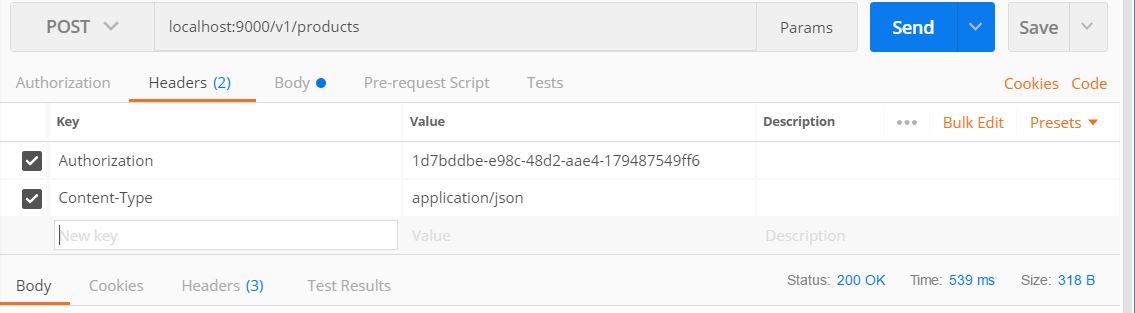 POST localhost:9000/v1/products Params Send Save
Authorization Headers (2) Body Pre-request Script Tests Cookies Code
Key Value Description ••• Bulk Edit Presets
Authorization 1d7bddbe-e98c-48d2-aae4-179487549ff6
Content-Type application/json
New key Value Description
Body Cookies Headers (3) Test Results Status: 200 OK Time: 539 ms Size: 318 B